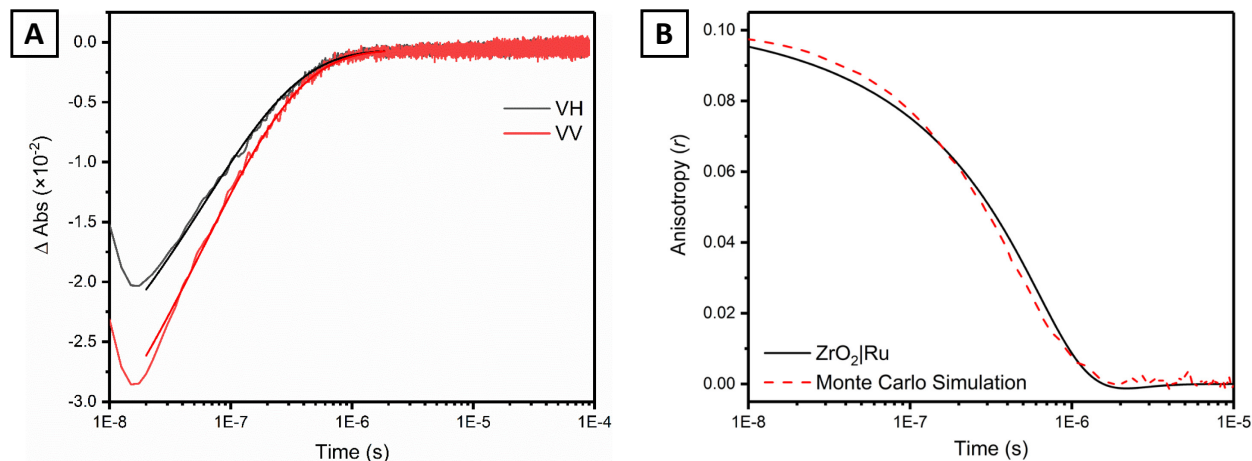 A
0.0
-0.5
-1.0
-1.5
-2.0
-2.5
-3.0
Δ Abs (×10⁻²)
VH
VV
1E-8 1E-7 1E-6 1E-5 1E-4
Time (s)
B
0.10
0.08
0.06
0.04
0.02
0.00
Anisotropy (r)
ZrO₂|Ru
Monte Carlo Simulation
1E-8 1E-7 1E-6 1E-5
Time (s)